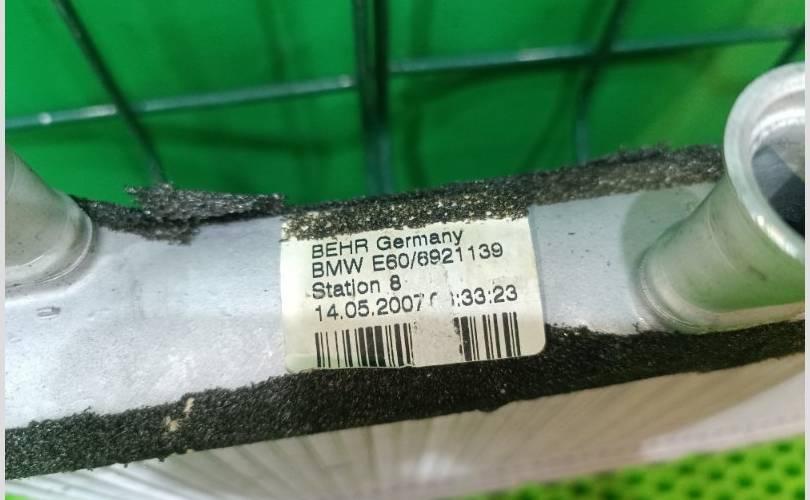 BEHR Germany
BMW E60/6921139
Station 8
14.05.2007 :33:23